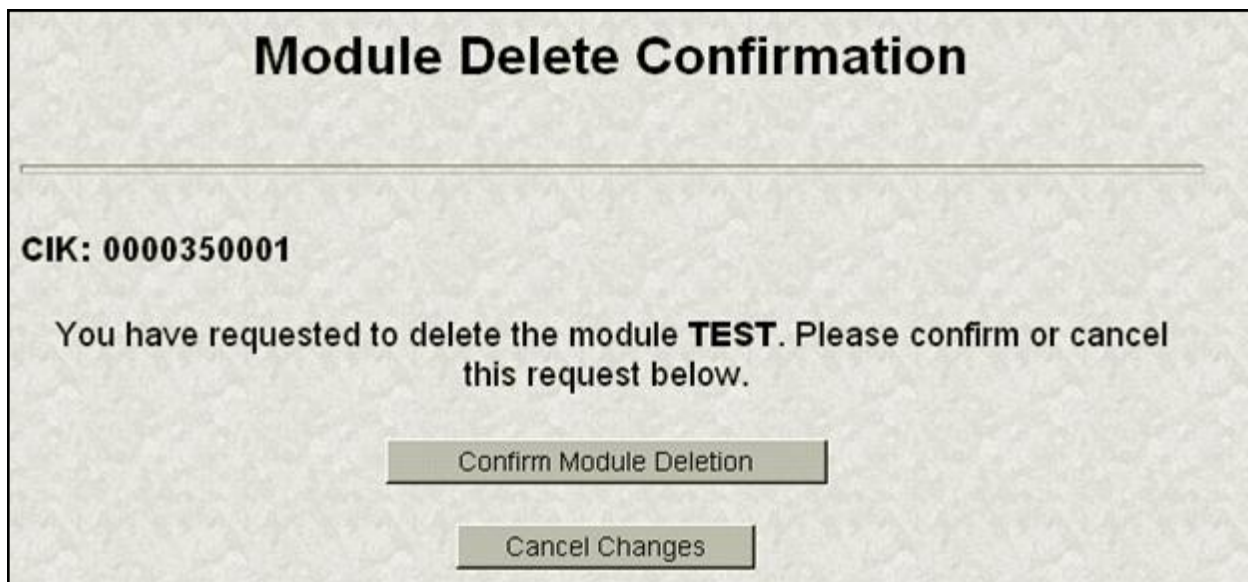 Module Delete Confirmation
CIK: 0000350001
You have requested to delete the module TEST. Please confirm or cancel
this request below.
Confirm Module Deletion
Cancel Changes